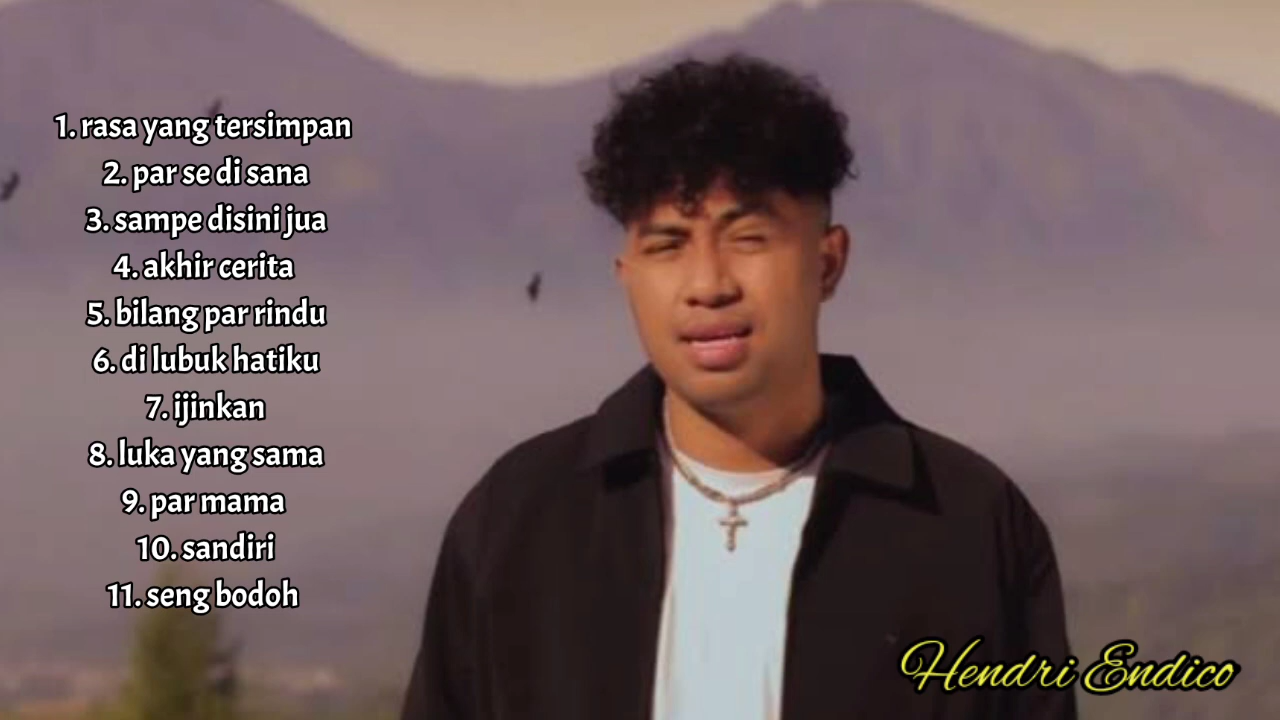 1. rasa yang tersimpan
2. par se di sana
3. sampe disini jua
4. akhir cerita
5. bilang par rindu
6. di lubuk hatiku
7. ijinkan
8. luka yang sama
9. par mama
10. sandiri
11. seng bodoh
Hendri Endico